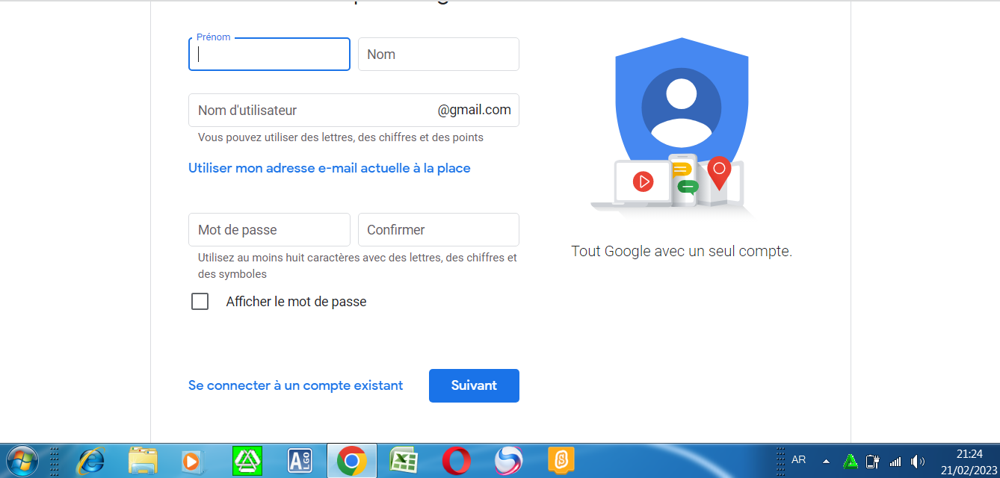 Prénom
Nom
Nom d'utilisateur
@gmail.com
Vous pouvez utiliser des lettres, des chiffres et des points
Utiliser mon adresse e-mail actuelle à la place
Mot de passe
Confirmer
Utilisez au moins huit caractères avec des lettres, des chiffres et
des symboles
Afficher le mot de passe
Se connecter à un compte existant
Suivant
Tout Google avec un seul compte.
A LGO
AR
21:24
21/02/2023